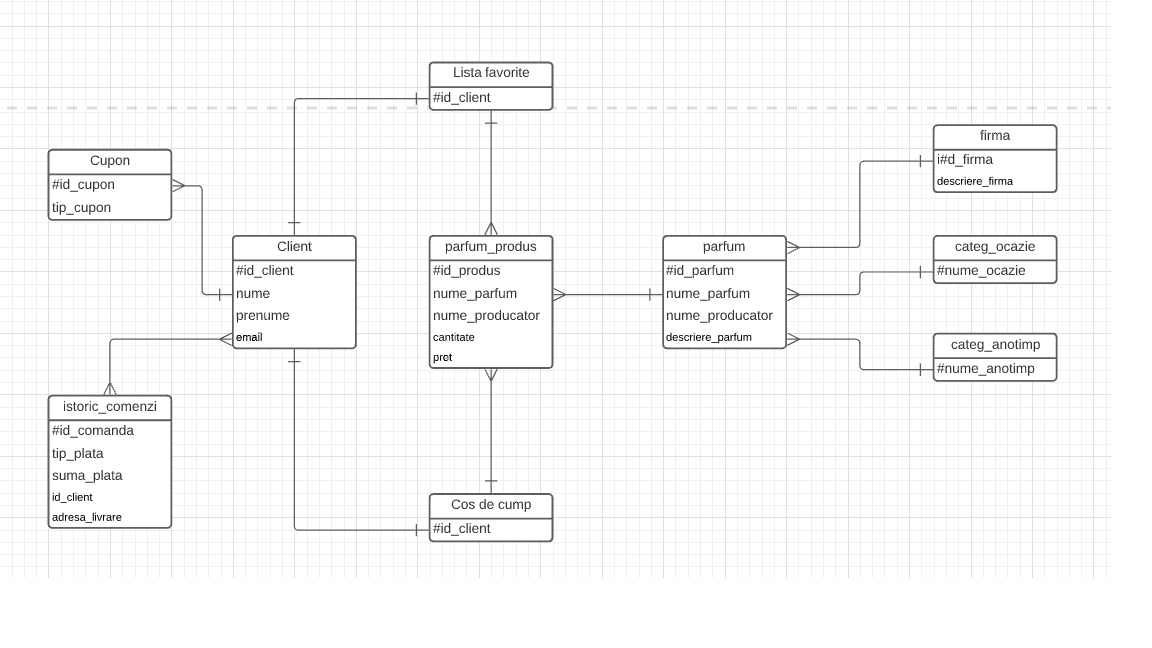 Lista favorite
#id_client
firma
i#d_firma
descriere_firma
Cupon
#id_cupon
tip_cupon
Client
#id_client
nume
prenume
email
parfum_produs
#id_produs
nume_parfum
nume_producator
cantitate
pret
parfum
#id_parfum
nume_parfum
nume_producator
descriere_parfum
categ_ocazie
#nume_ocazie
categ_anotimp
#nume_anotimp
istoric_comenzi
#id_comanda
tip_plata
suma_plata
id_client
adresa_livrare
Cos de cump
#id_client